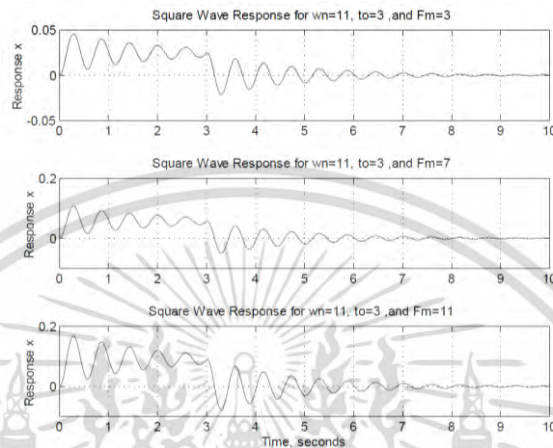 Square Wave Response for wn=11, to=3 ,and Fm=3
Response x
0.05
0
-0.05
0 1 2 3 4 5 6 7 8 9 10
Square Wave Response for wn=11, to=3 ,and Fm=7
Response x
0.2
0
0 1 2 3 4 5 6 7 8 9 10
Square Wave Response for wn=11, to=3 ,and Fm=11
Response x
0.2
0
0 1 2 3 4 5 6 7 8 9 10
Time, seconds